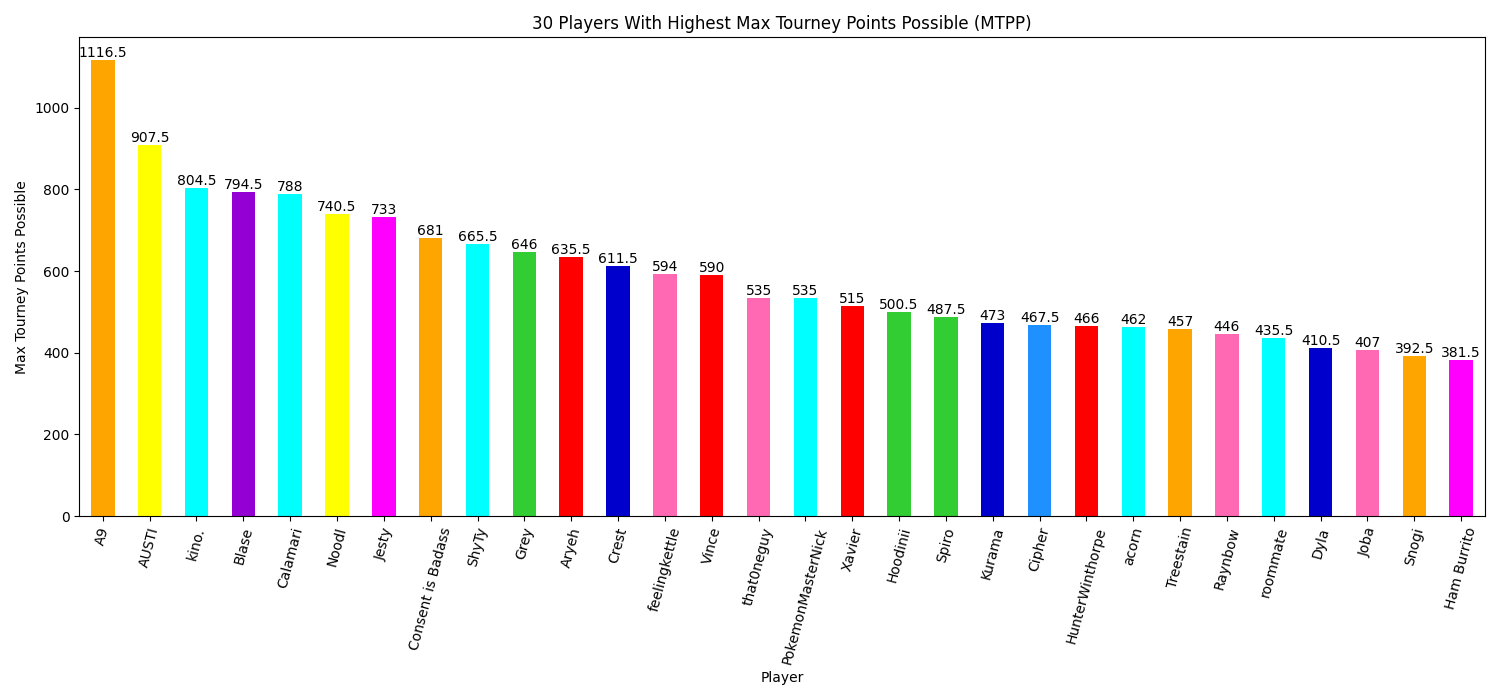 30 Players With Highest Max Tourney Points Possible (MTPP)
Max Tourney Points Possible
1000
800
600
400
200
0
1116.5
907.5
804.5
794.5
788
740.5
733
681
665.5
646
635.5
611.5
594
590
535
535
515
500.5
487.5
473
467.5
466
462
457
446
435.5
410.5
407
392.5
381.5
A9
AUSTI
kino.
Blase
Calamari
Noodl
Jesty
Consent is Badass
ShyTy
Grey
Aryeh
Crest
feelingkettle
Vince
that0neguy
PokemonMasterNick
Xavier
Hoodinii
Spiro
Kurama
Cipher
HunterWinthorpe
acorn
Treestain
Raynbow
roommate
Dyla
Joba
Snogi
Ham Burrito
Player